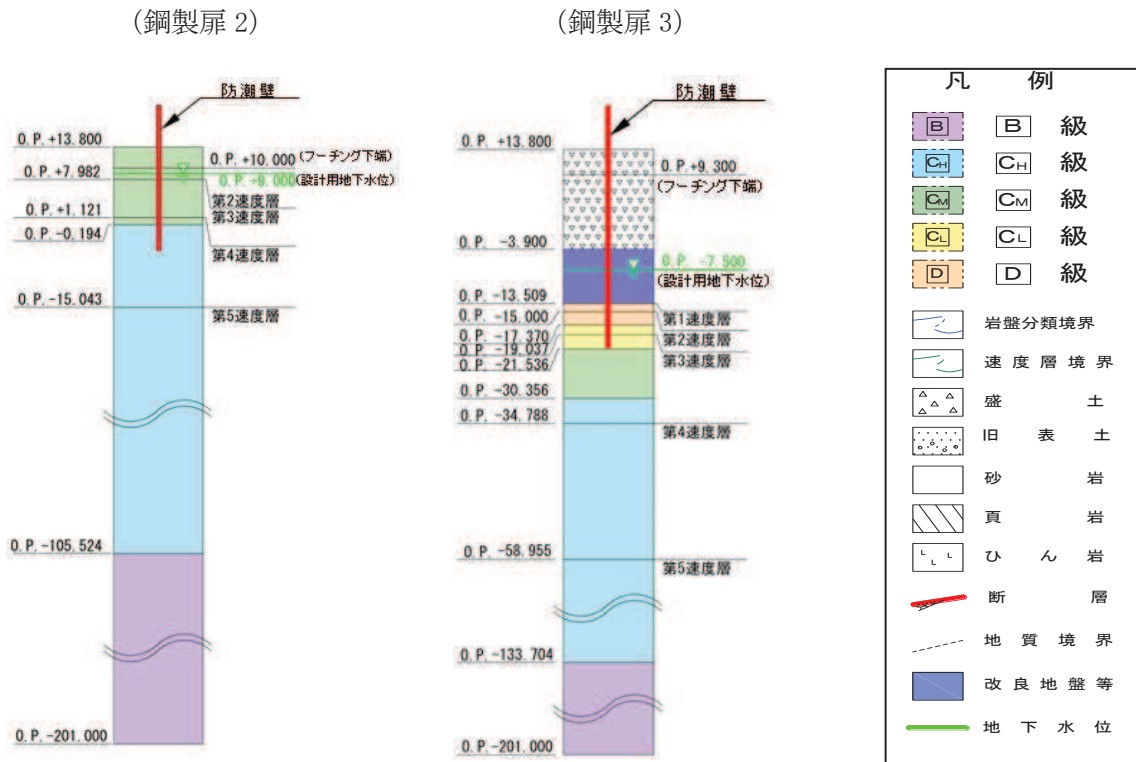 (鋼製扉 2)
防潮壁
O.P. +13.800
O.P. +10.000(フーチング下端)
O.P. +7.982
O.P. +9.000
(設計用地下水位)
第2速度層
O.P. +1.121
第3速度層
O.P. -0.194
第4速度層
O.P. -15.043
第5速度層
O.P. -105.524
O.P. -201.000
(鋼製扉 3)
防潮壁
O.P. +13.800
O.P. +9.300
(フーチング下端)
O.P. -3.900
O.P. -7.500
(設計用地下水位)
O.P. -13.509
O.P. -15.000
第1速度層
O.P. -17.370
第2速度層
O.P. -19.037
O.P. -21.536
第3速度層
O.P. -30.356
O.P. -34.788
第4速度層
O.P. -58.955
第5速度層
O.P. -133.704
O.P. -201.000
凡 例
B B 級
CH CH 級
CM CM 級
CL CL 級
D D 級
岩盤分類境界
速度層境界
盛土
旧表土
砂岩
頁岩
ひん岩
断層
地質境界
改良地盤等
地下水位